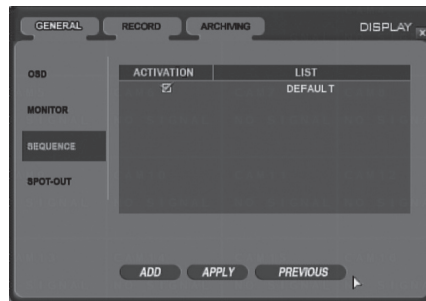 GENERAL RECORD ARCHIVING DISPLAY
OSD
MONITOR
SEQUENCE
SPOT-OUT
ACTIVATION LIST
DEFAULT
ADD APPLY PREVIOUS